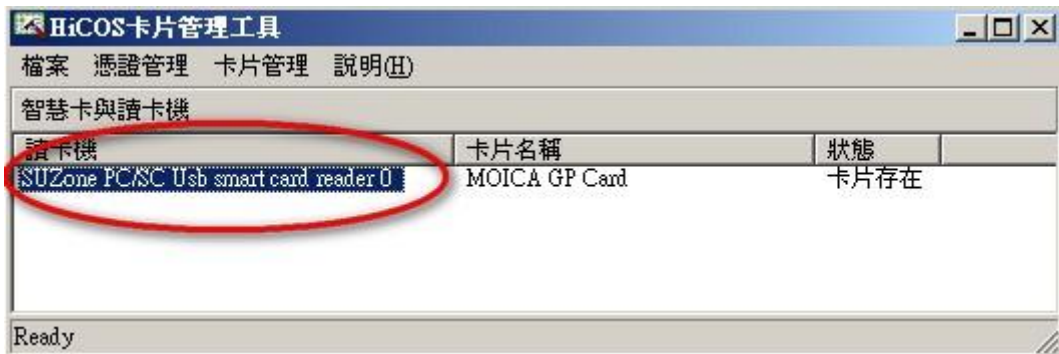 HiCOS卡片管理工具
檔案 憑證管理 卡片管理 說明(H)
智慧卡與讀卡機
讀卡機 卡片名稱 狀態
SUZone PC/SC Usb smart card reader 0 MOICA GP Card 卡片存在
Ready